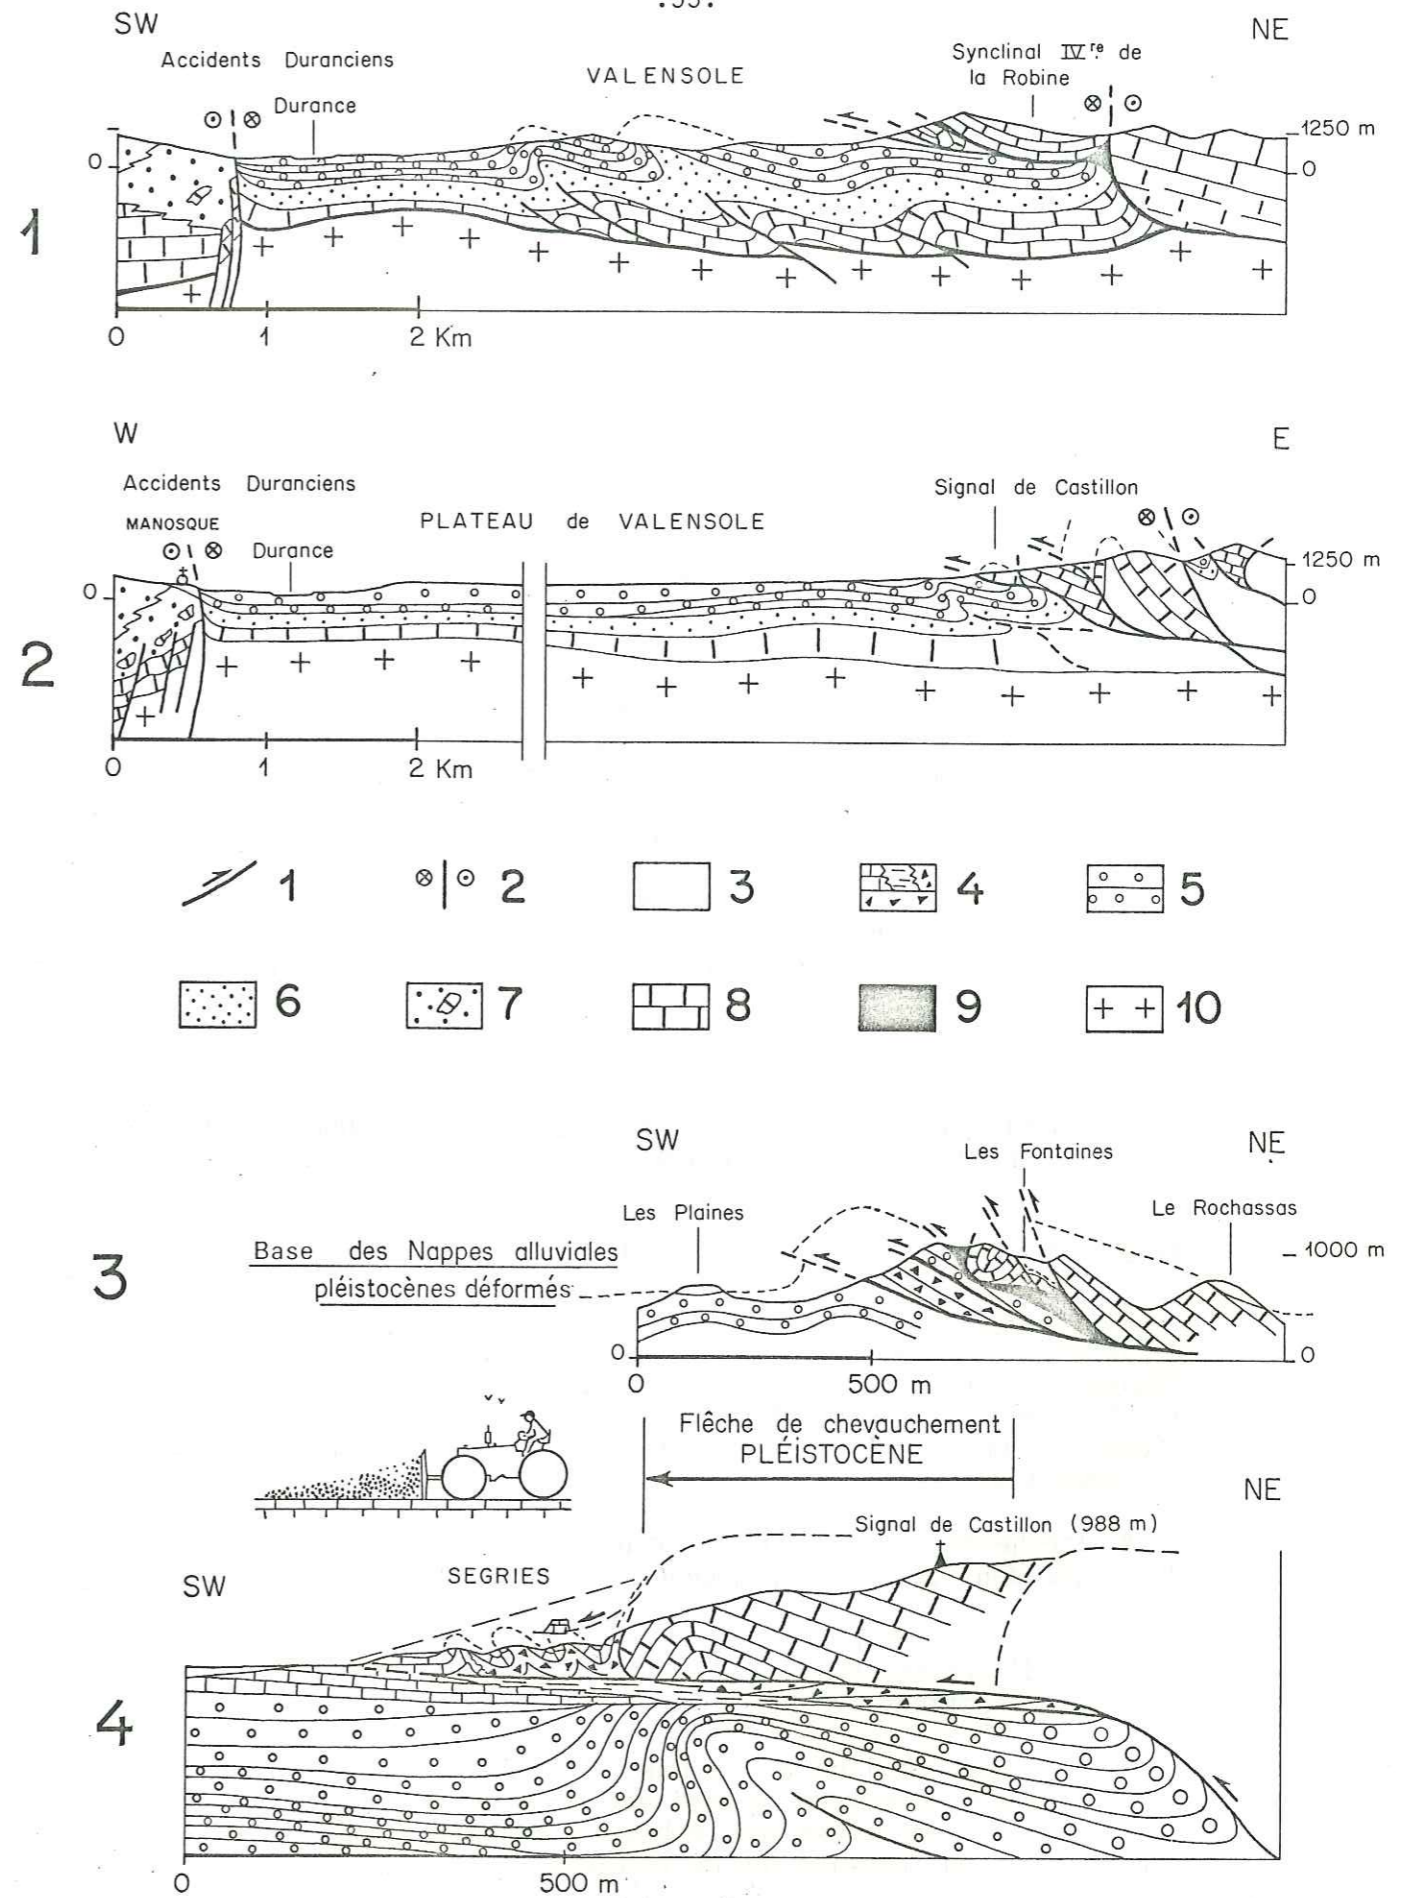 SW
NE
Accidents Duranciens
Durance
VALENSOLE
Synclinal IVre de
la Robine
0
1250 m
0
1
0 1 2 Km
W
E
Accidents Duranciens
MANOSQUE
Durance
PLATEAU de VALENSOLE
Signal de Castillon
0
1250 m
0
2
0 1 2 Km
1 2 3 4 5
6 7 8 9 10
SW
NE
Les Fontaines
Les Plaines
Le Rochassas
3
Base des Nappes alluviales
pléistocènes déformés
1000 m
0
0
0 500 m
Flêche de chevauchement
PLÉISTOCÈNE
NE
Signal de Castillon (988 m)
SW
SEGRIES
4
0 500 m